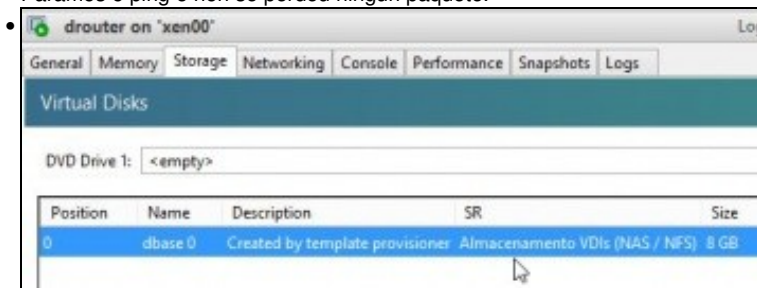 Paramos o ping e non se perdeu ningún paquete.
drouter on "xen00"
General Memory Storage Networking Console Performance Snapshots Logs
Virtual Disks
DVD Drive 1: <empty>
Position Name Description SR Size
0 dbase 0 Created by template provisioner Almacenamento VDIs (NAS / NFS) 8 GB